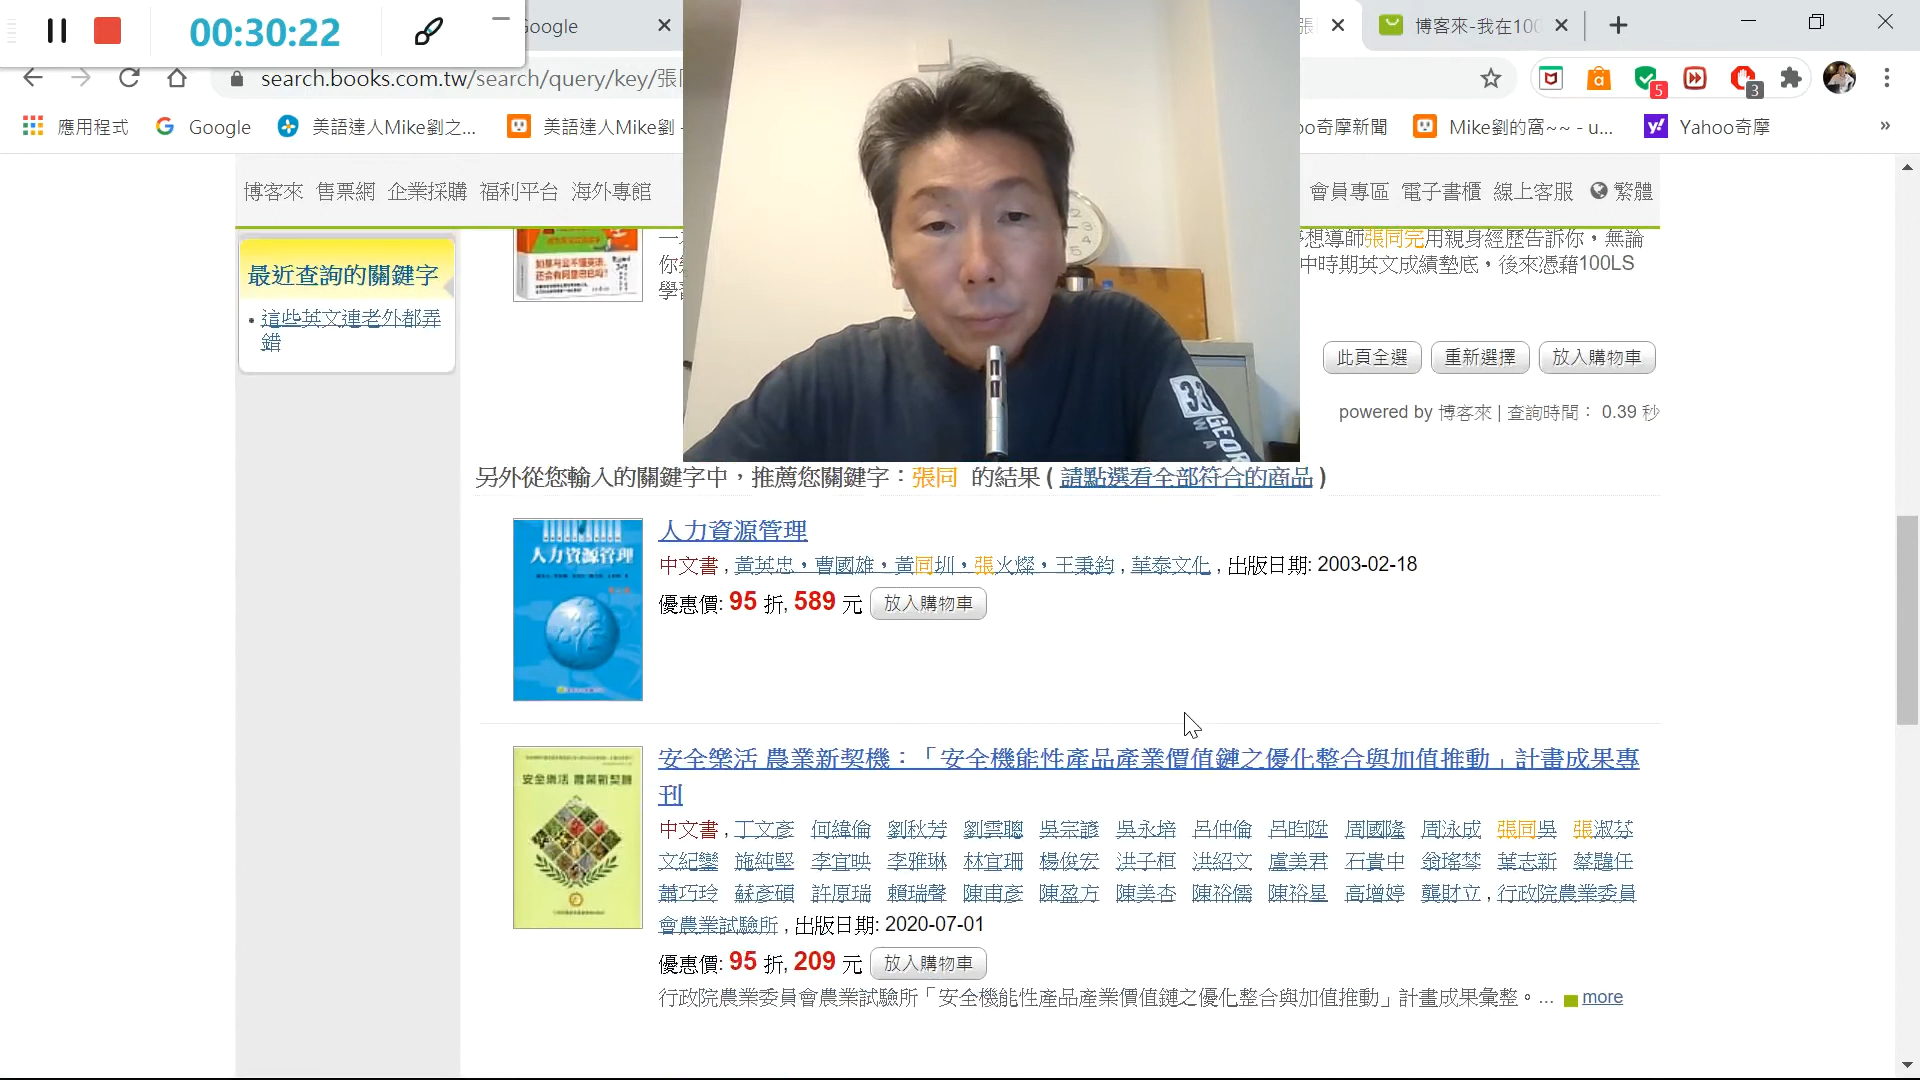 00:30:22
Google
張
博客來-我在100
search.books.com.tw/search/query/key/張同
5
3
應用程式
Google
美語達人Mike劉之...
美語達人Mike劉 -
oo奇摩新聞
Mike劉的窩~~ - u...
Yahoo奇摩
»
博客來 售票網 企業採購 福利平台 海外專館
會員專區 電子書櫃 線上客服 繁體
最近查詢的關鍵字
• 這些英文連老外都弄
錯
想導師張同完用親身經歷告訴你，無論
中時期英文成績墊底，後來憑藉100LS
學習
此頁全選
重新選擇
放入購物車
powered by 博客來 | 查詢時間： 0.39 秒
GEOR
另外從您輸入的關鍵字中，推薦您關鍵字：張同 的結果 ( 請點選看全部符合的商品 )
人力資源管理
人力資源管理
中文書 , 黃英忠，曹國雄，黃同圳，張火燦，王秉鈞 , 華泰文化 , 出版日期: 2003-02-18
優惠價: 95 折, 589 元 放入購物車
安全樂活 農業新契機
安全樂活 農業新契機：「安全機能性產品產業價值鏈之優化整合與加值推動」計畫成果專
刊
中文書 , 丁文彥 何緯倫 劉秋芳 劉雲聰 吳宗諺 吳永培 呂仲倫 呂昀陞 周國隆 周泳成 張同吳 張淑芬
文紀鑾 施純堅 李宜映 李雅琳 林宜珊 楊俊宏 洪子桓 洪紹文 盧美君 石貴中 翁瑤棽 葉志新 蔡韙任
蕭巧玲 蘇彥碩 許原瑞 賴瑞聲 陳甫彥 陳盈方 陳美杏 陳裕儒 陳裕星 高增婷 龔財立 , 行政院農業委員
會農業試驗所 , 出版日期: 2020-07-01
優惠價: 95 折, 209 元 放入購物車
行政院農業委員會農業試驗所「安全機能性產品產業價值鏈之優化整合與加值推動」計畫成果彙整。... more